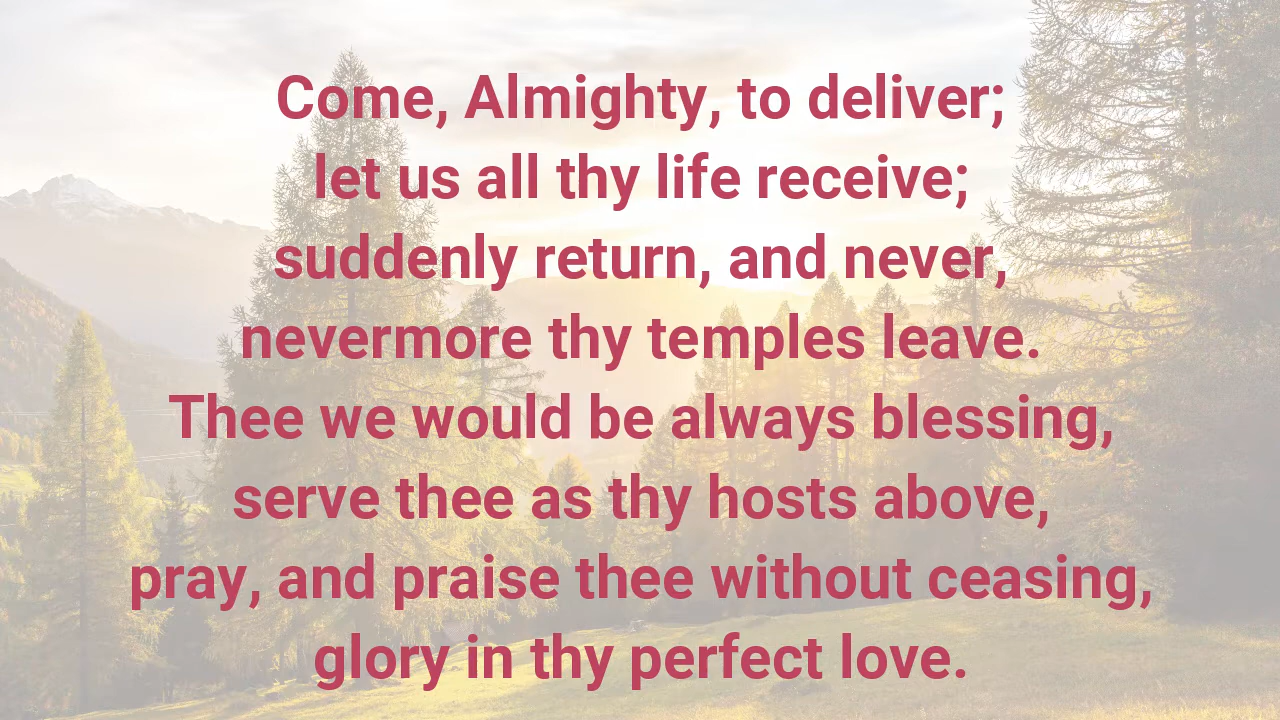 Come, Almighty, to deliver;
let us all thy life receive;
suddenly return, and never,
nevermore thy temples leave.
Thee we would be always blessing,
serve thee as thy hosts above,
pray, and praise thee without ceasing,
glory in thy perfect love.